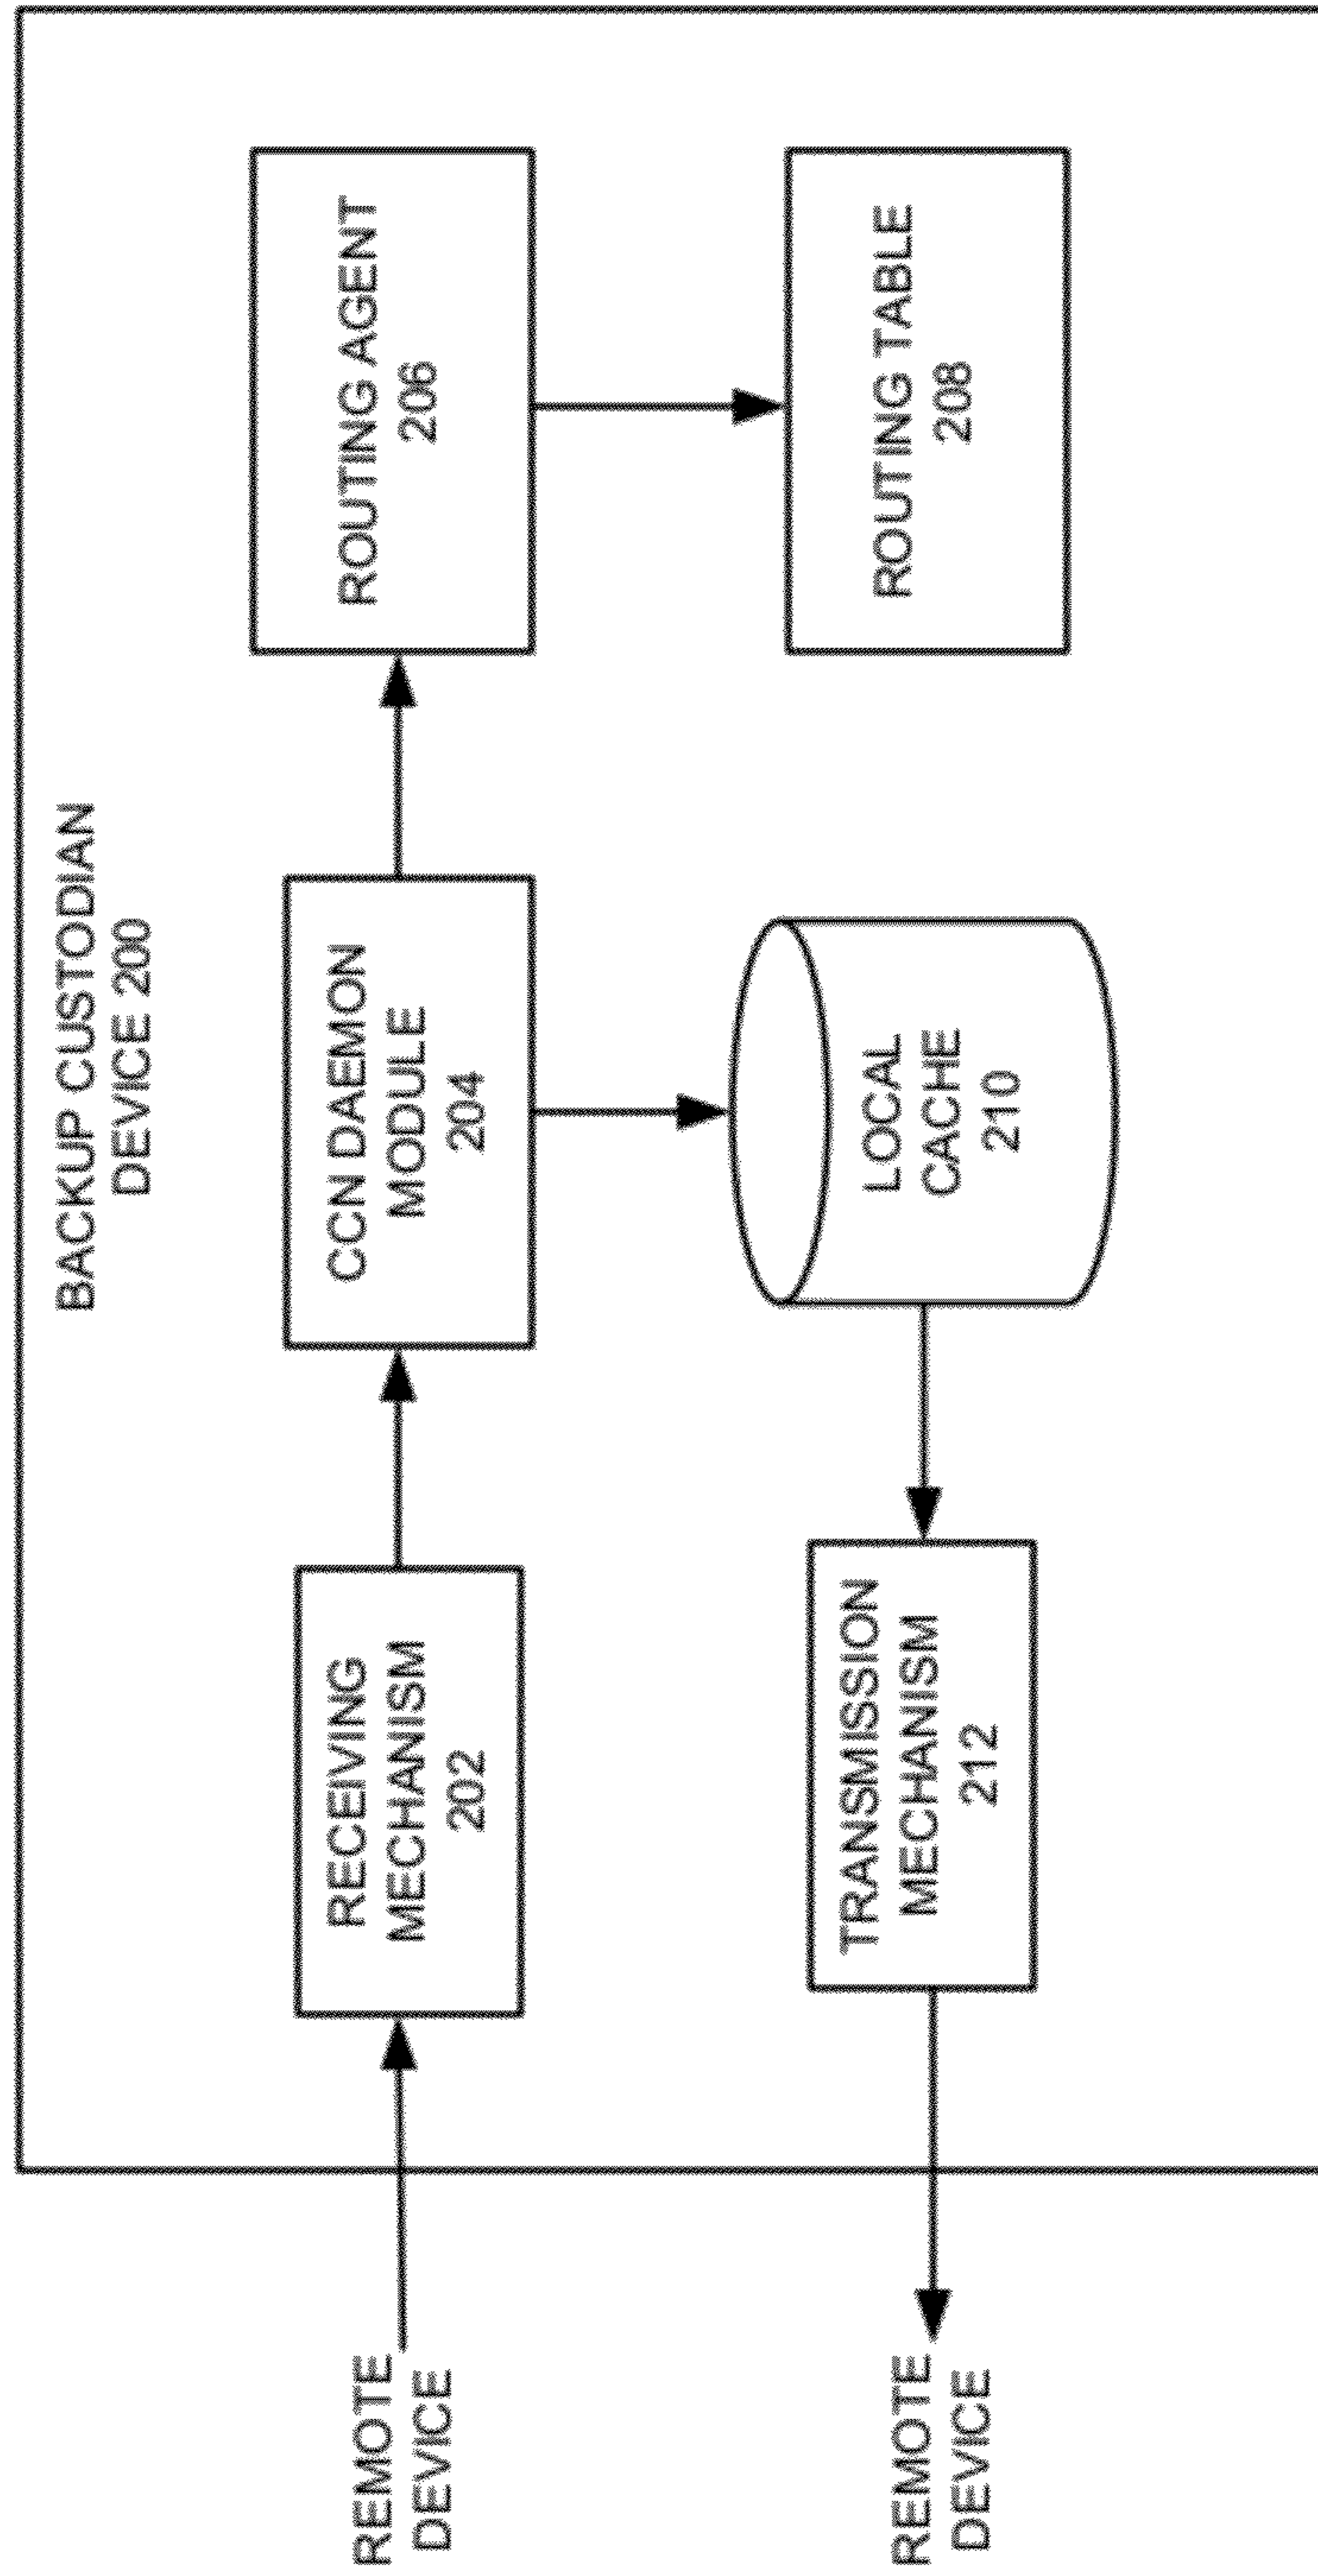 BACKUP CUSTODIAN
DEVICE 200
REMOTE
DEVICE
RECEIVING
MECHANISM
202
CCN DAEMON
MODULE
204
ROUTING AGENT
206
REMOTE
DEVICE
TRANSMISSION
MECHANISM
212
LOCAL
CACHE
210
ROUTING TABLE
208